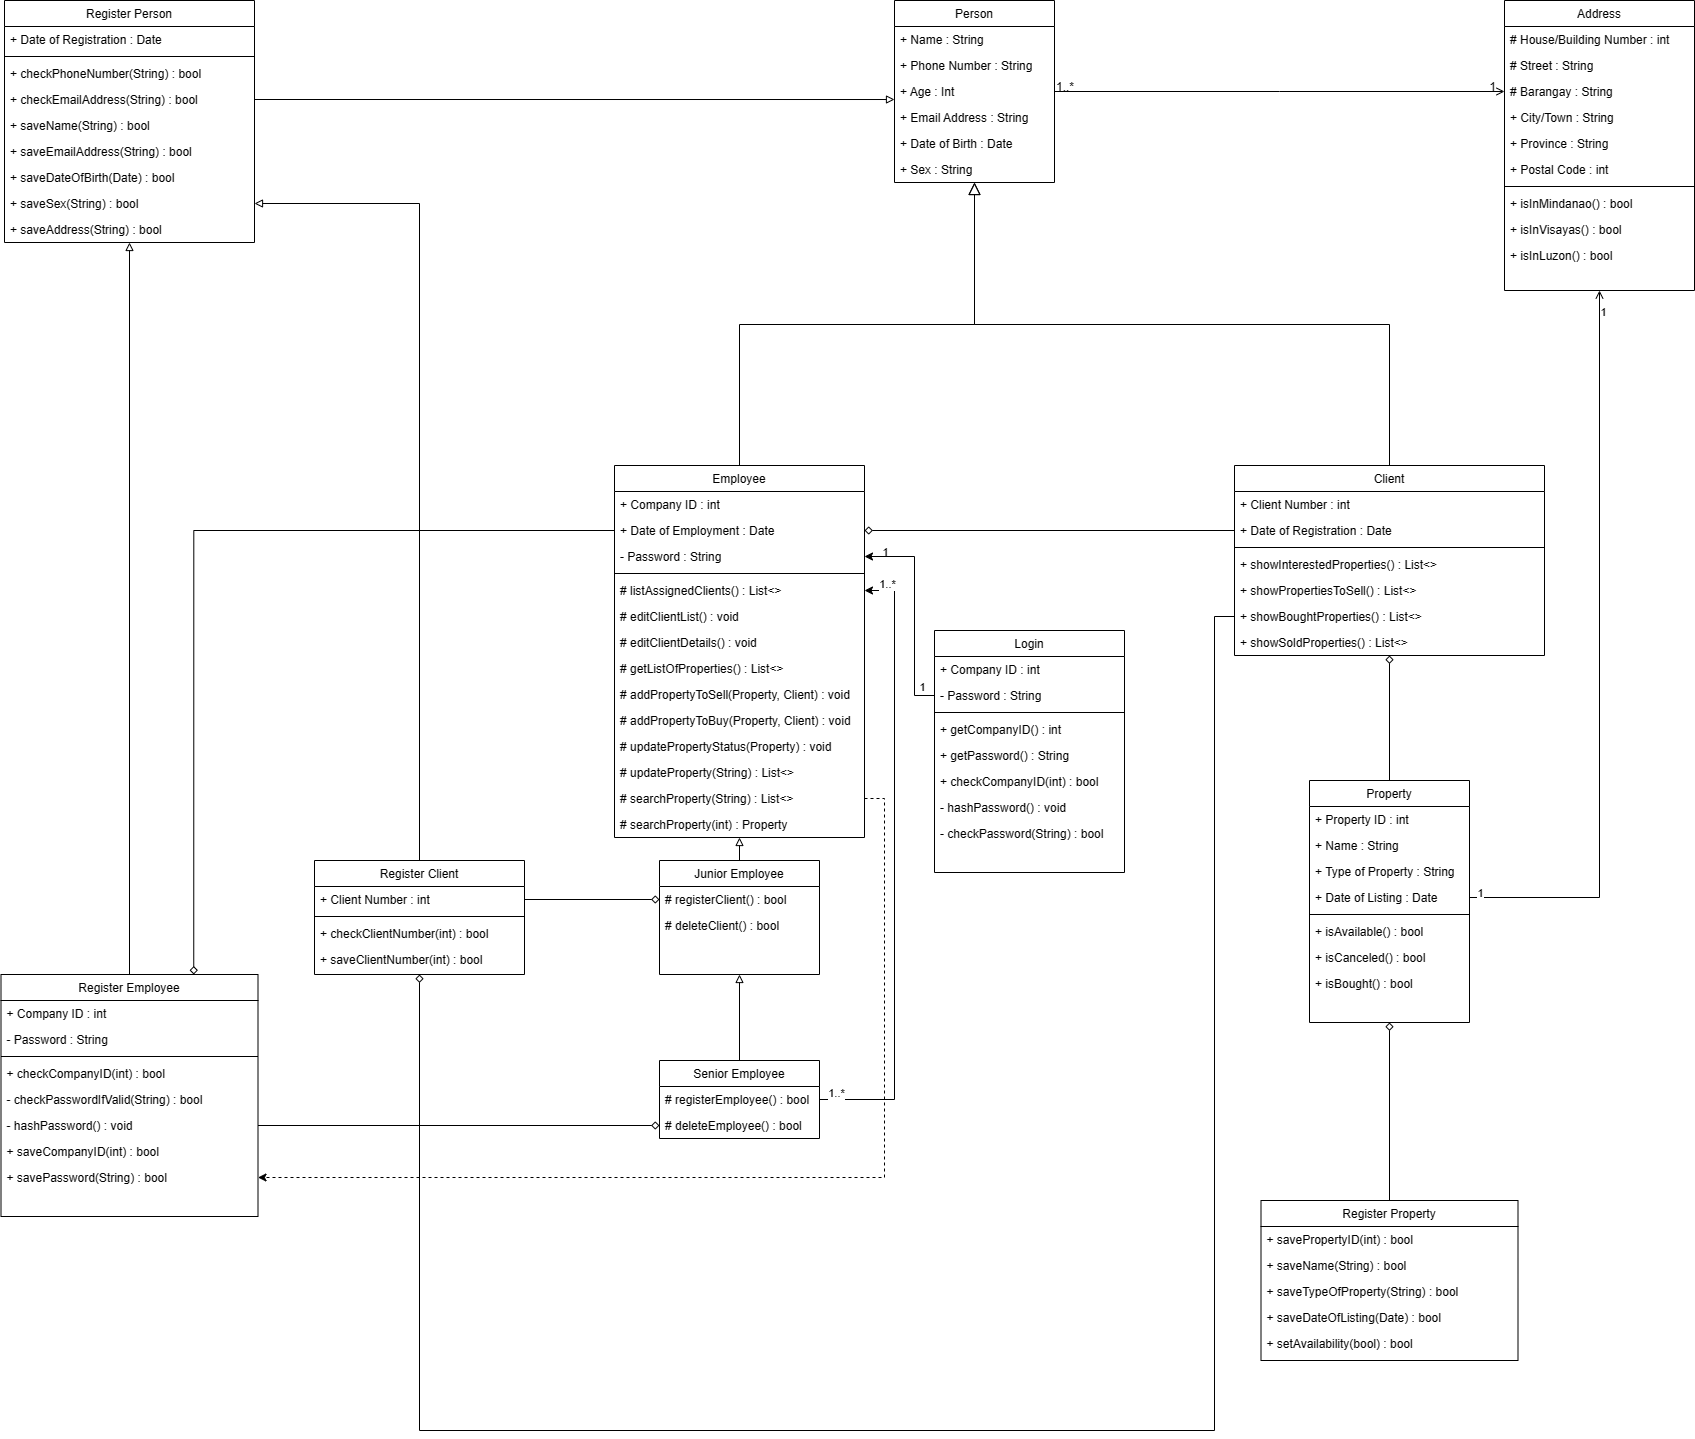 Register Person
+ Date of Registration : Date
+ checkPhoneNumber(String) : bool
+ checkEmailAddress(String) : bool
+ saveName(String) : bool
+ saveEmailAddress(String) : bool
+ saveDateOfBirth(Date) : bool
+ saveSex(String) : bool
+ saveAddress(String) : bool
Person
+ Name : String
+ Phone Number : String
+ Age : Int
+ Email Address : String
+ Date of Birth : Date
+ Sex : String
1..*
1
Address
# House/Building Number : int
# Street : String
# Barangay : String
+ City/Town : String
+ Province : String
+ Postal Code : int
+ isInMindanao() : bool
+ isInVisayas() : bool
+ isInLuzon() : bool
1
Employee
+ Company ID : int
+ Date of Employment : Date
- Password : String
# listAssignedClients() : List<>
# editClientList() : void
# editClientDetails() : void
# getListOfProperties() : List<>
# addPropertyToSell(Property, Client) : void
# addPropertyToBuy(Property, Client) : void
# updatePropertyStatus(Property) : void
# updateProperty(String) : List<>
# searchProperty(String) : List<>
# searchProperty(int) : Property
1
1..*
1
Login
+ Company ID : int
- Password : String
+ getCompanyID() : int
+ getPassword() : String
+ checkCompanyID(int) : bool
- hashPassword() : void
- checkPassword(String) : bool
Client
+ Client Number : int
+ Date of Registration : Date
+ showInterestedProperties() : List<>
+ showPropertiesToSell() : List<>
+ showBoughtProperties() : List<>
+ showSoldProperties() : List<>
Property
+ Property ID : int
+ Name : String
+ Type of Property : String
+ Date of Listing : Date
+ isAvailable() : bool
+ isCanceled() : bool
+ isBought() : bool
1
Register Client
+ Client Number : int
+ checkClientNumber(int) : bool
+ saveClientNumber(int) : bool
Junior Employee
# registerClient() : bool
# deleteClient() : bool
Register Employee
+ Company ID : int
- Password : String
+ checkCompanyID(int) : bool
- checkPasswordIfValid(String) : bool
- hashPassword() : void
+ saveCompanyID(int) : bool
+ savePassword(String) : bool
Senior Employee
# registerEmployee() : bool
# deleteEmployee() : bool
1..*
Register Property
+ savePropertyID(int) : bool
+ saveName(String) : bool
+ saveTypeOfProperty(String) : bool
+ saveDateOfListing(Date) : bool
+ setAvailability(bool) : bool